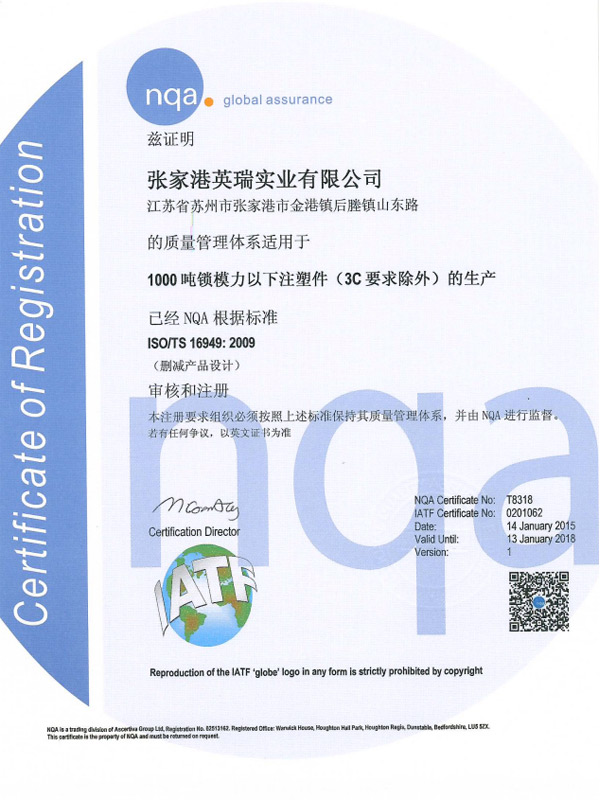 Certificate of Registration
nqa.
global assurance
兹证明
张家港英瑞实业有限公司
江苏省苏州市张家港市金港镇后塍镇山东路
的质量管理体系适用于
1000 吨锁模力以下注塑件（3C 要求除外）的生产
已经 NQA 根据标准
ISO/TS 16949: 2009
（删减产品设计）
审核和注册
本注册要求组织必须按照上述标准保持其质量管理体系，并由 NQA 进行监督。
若有任何争议，以英文证书为准
nqa
Certification Director
NQA Certificate No: T8318
IATF Certificate No: 0201062
Date: 14 January 2015
Valid Until: 13 January 2018
Version: 1
IATF
Reproduction of the IATF 'globe' logo in any form is strictly prohibited by copyright
NQA is a trading division of Ascertiva Group Ltd, Registration No. 02513162. Registered Office: Warwick House, Houghton Hall Park, Houghton Regis, Dunstable, Bedfordshire, LU5 5ZX.
This certificate is the property of NQA and must be returned on request.